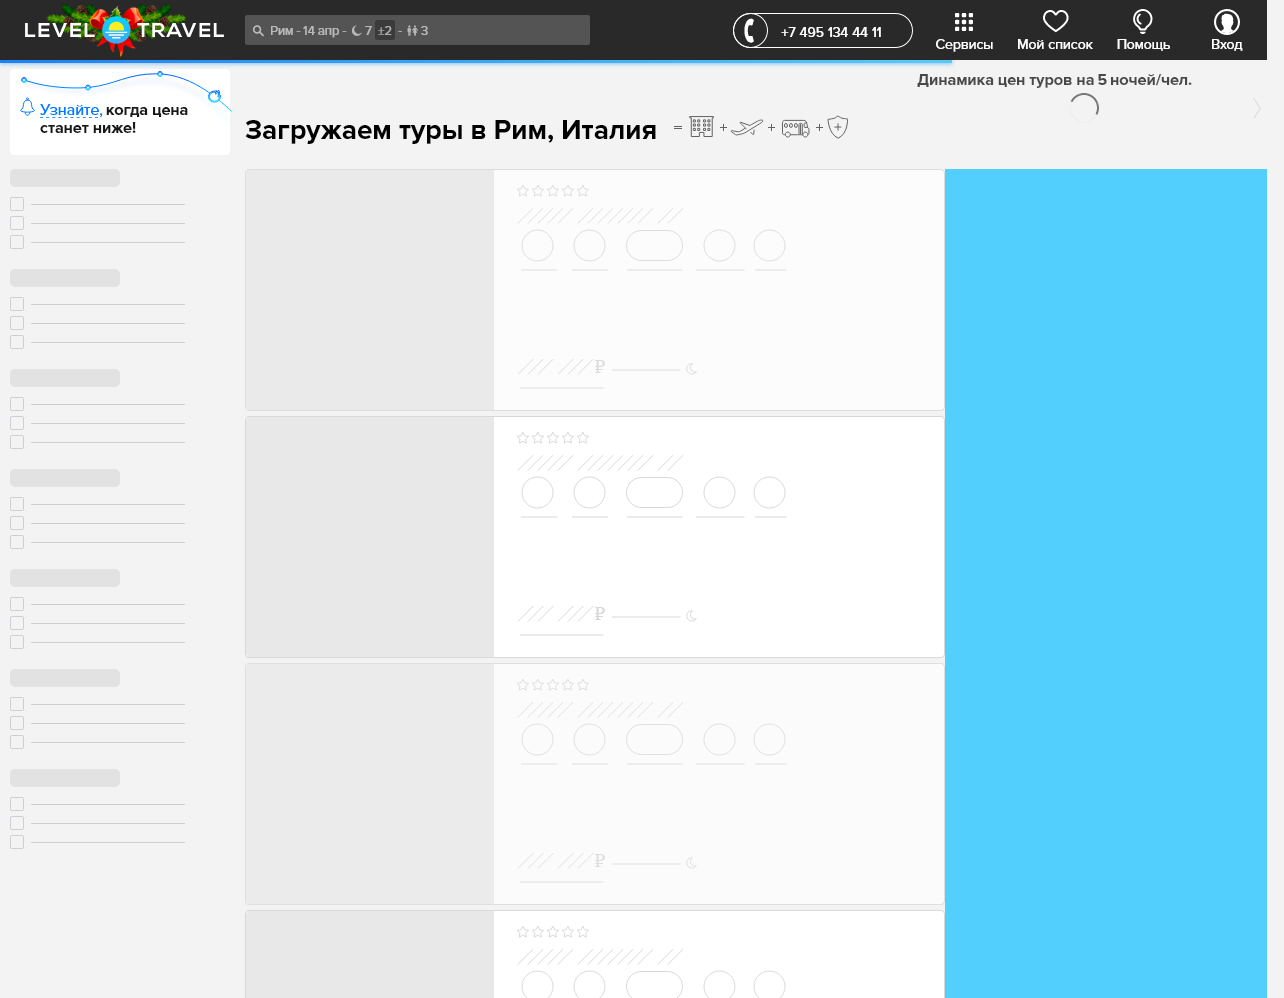 LEVEL TRAVEL
Рим - 14 апр - 7 ±2 - 3
+7 495 134 44 11
Сервисы
Мой список
Помощь
Вход
Узнайте, когда цена
станет ниже!
Динамика цен туров на 5 ночей/чел.
Загружаем туры в Рим, Италия = + + +
₽
₽
₽